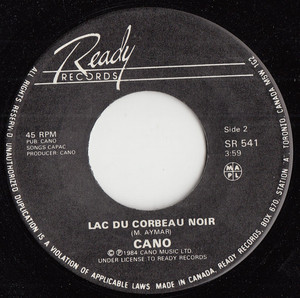 Ready
RECORDS
45 RPM
PUB. CANO
SONGS CAPAC
PRODUCER: CANO
Side 2
SR 541
3:59
M A P L
LAC DU CORBEAU NOIR
(M. AYMAR)
CANO
© ℗1984 CANO MUSIC LTD.
UNDER LICENSE TO READY RECORDS
ALL RIGHTS RESERVED. UNAUTHORIZED DUPLICATION IS A VIOLATION OF APPLICABLE LAWS. MADE IN CANADA. READY RECORDS LTD. BOX 670, STATION A TORONTO CANADA M5W 1G2